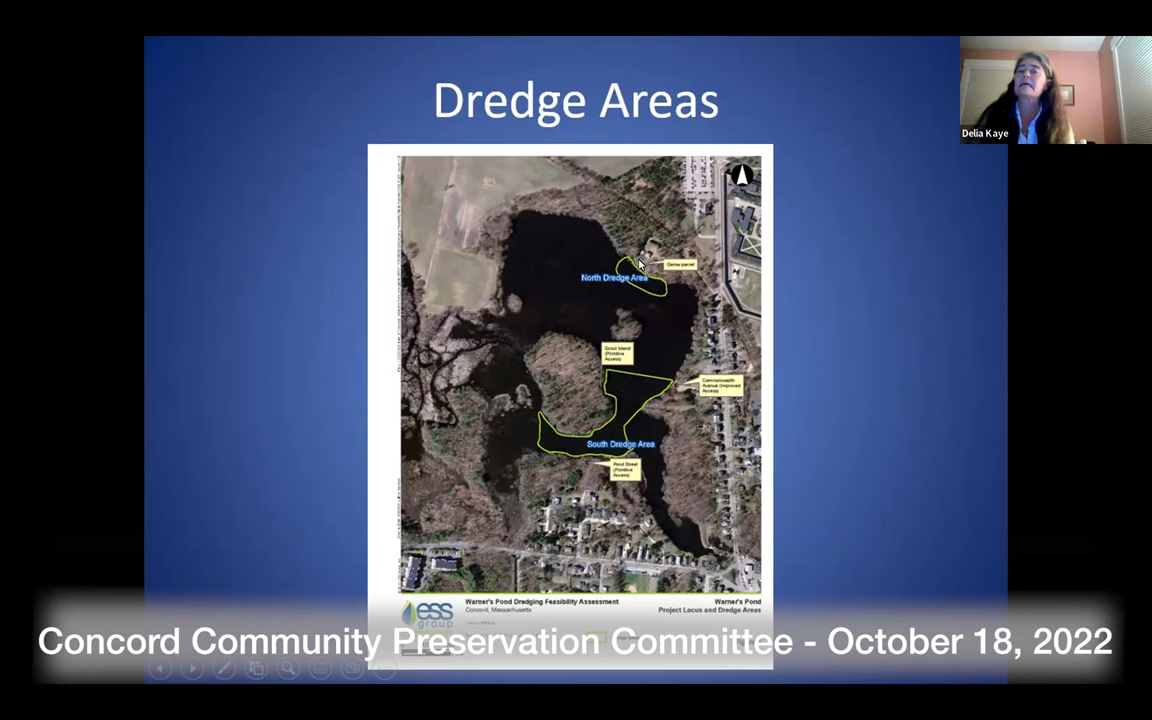 Dredge Areas
Delia Kaye
North Dredge Area
Scout Island
(Primitive
Access)
Commonwealth
Avenue (Improved
Access)
South Dredge Area
Pond Street
(Primitive
Access)
ess
group
Warner's Pond Dredging Feasibility Assessment
Concord, Massachusetts
Warner's Pond
Project Locus and Dredge Areas
Concord Community Preservation Committee - October 18, 2022